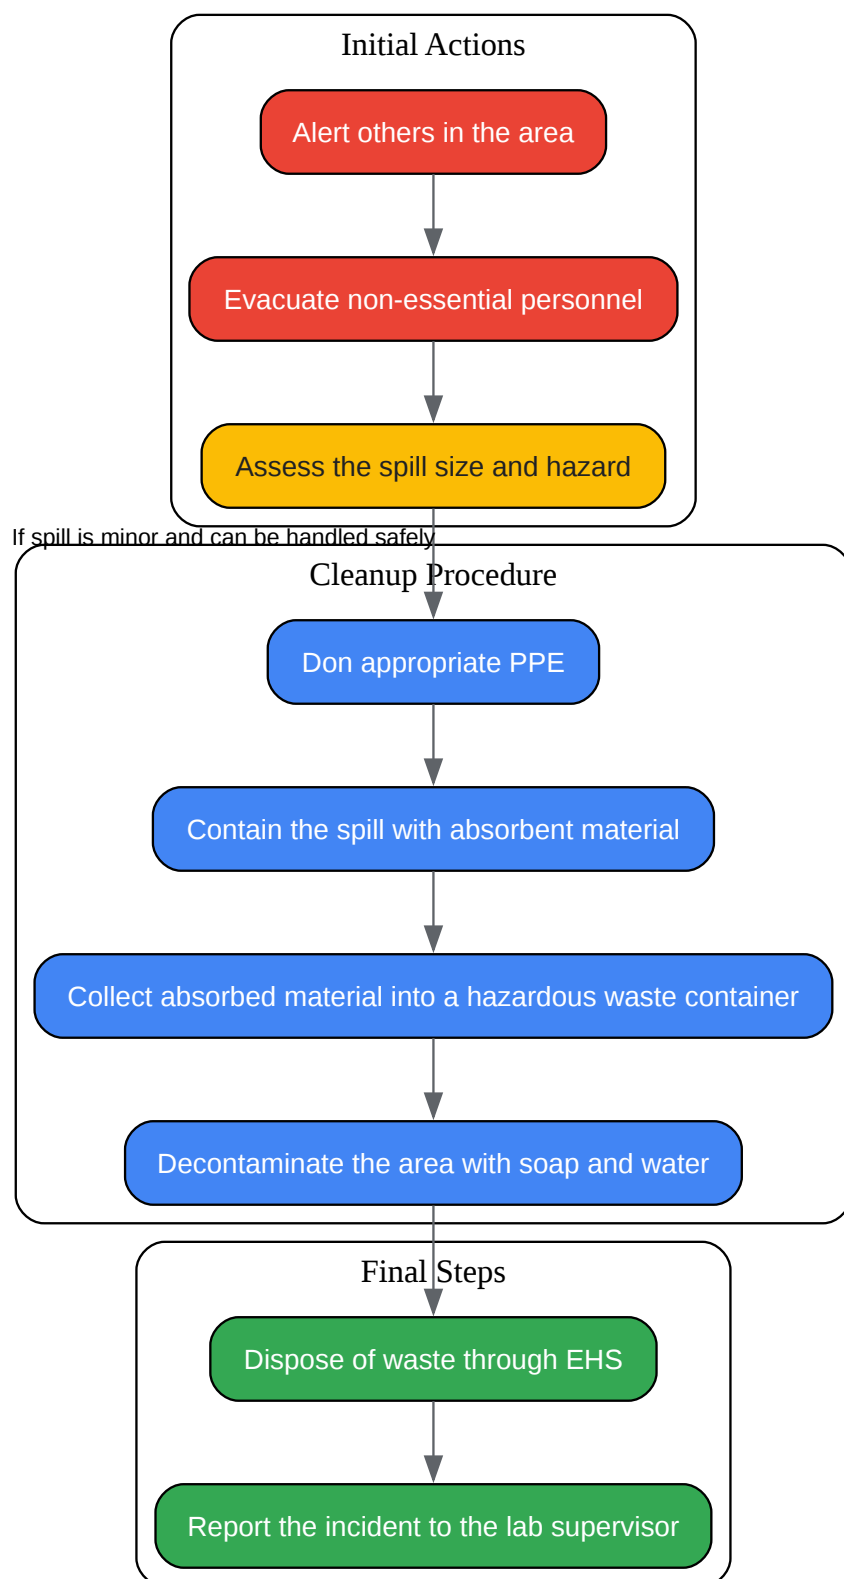 Initial Actions
Alert others in the area
Evacuate non-essential personnel
Assess the spill size and hazard
If spill is minor and can be handled safely
Cleanup Procedure
Don appropriate PPE
Contain the spill with absorbent material
Collect absorbed material into a hazardous waste container
Decontaminate the area with soap and water
Final Steps
Dispose of waste through EHS
Report the incident to the lab supervisor